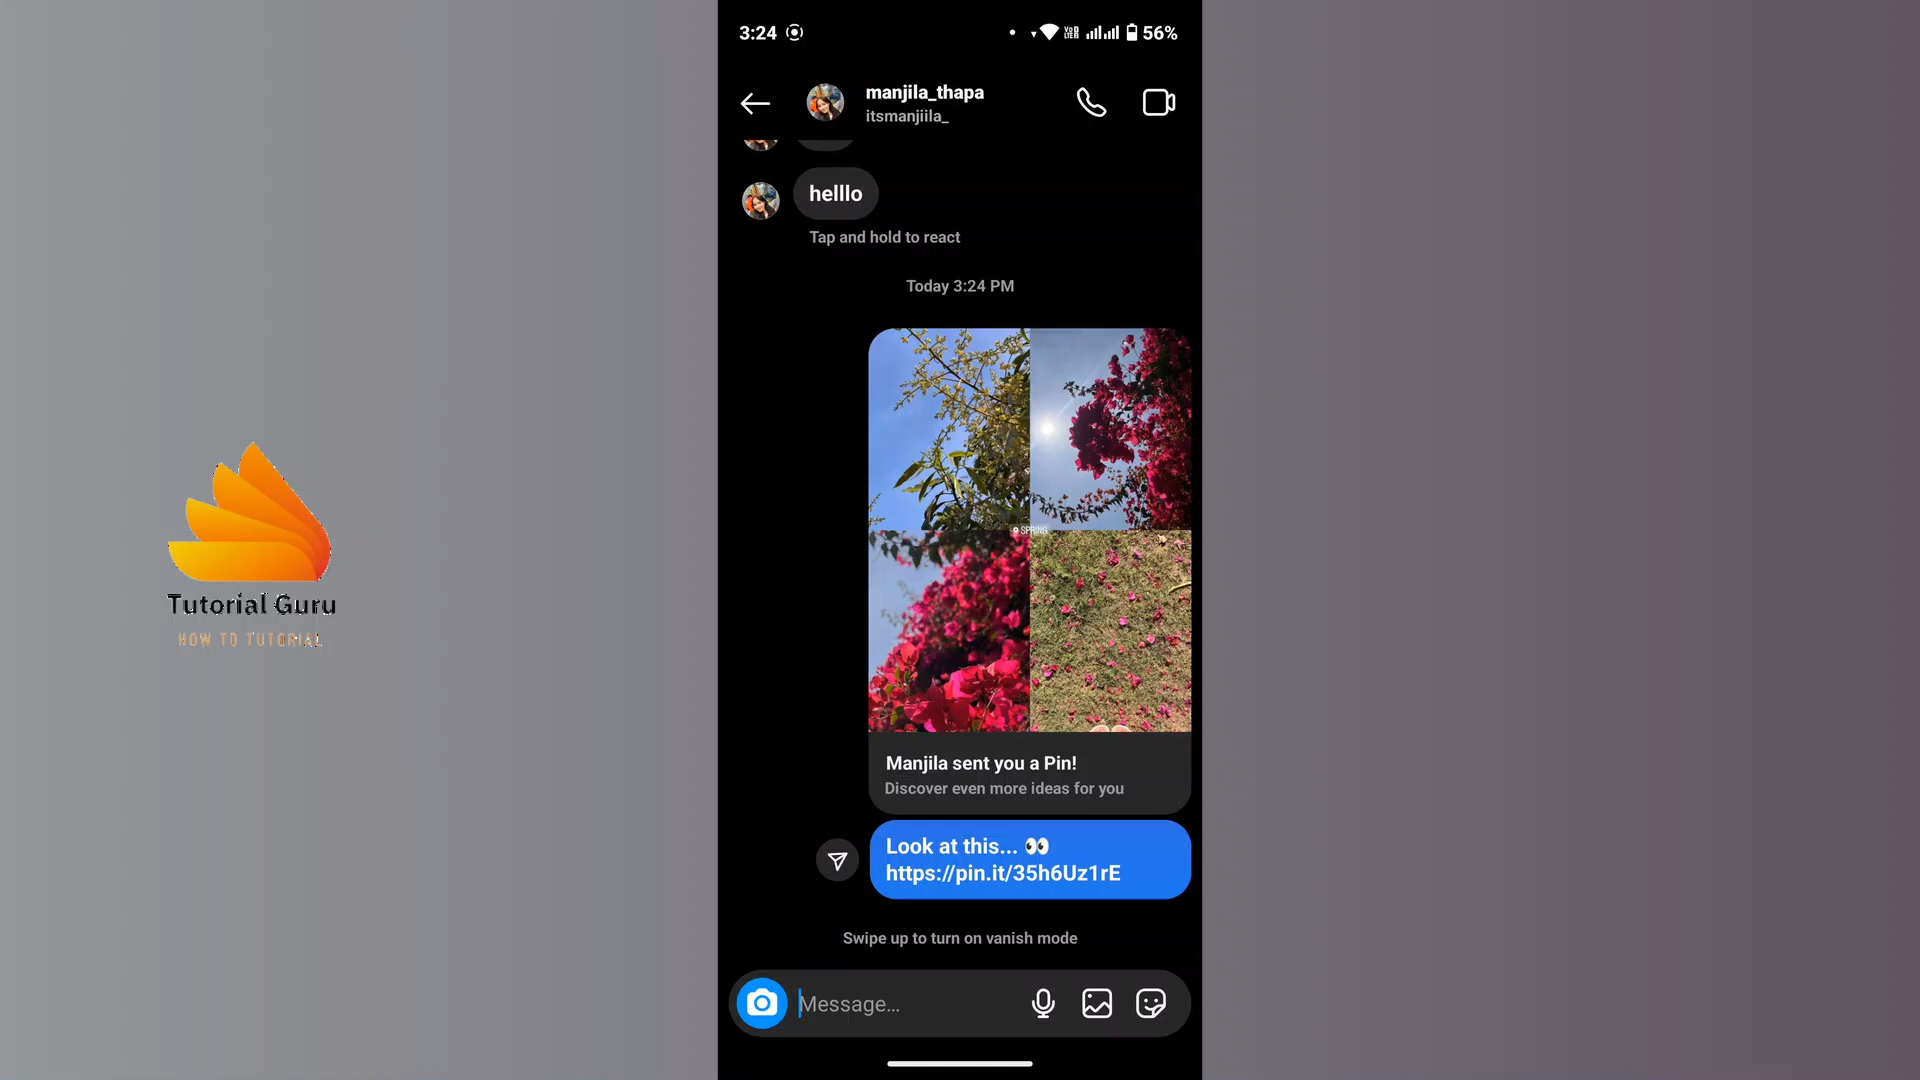 3:24
56%
manjila_thapa
itsmanjiila_
helllo
Tap and hold to react
Today 3:24 PM
SPRING
Manjila sent you a Pin!
Discover even more ideas for you
Look at this... 👀
https://pin.it/35h6Uz1rE
Swipe up to turn on vanish mode
Message...
Tutorial Guru
HOW TO TUTORIAL